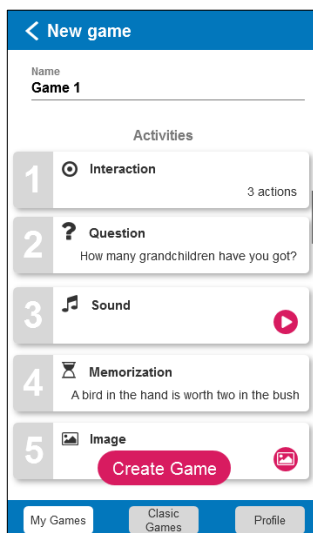 New game
Name
Game 1
Activities
1
Interaction
3 actions
2
Question
How many grandchildren have you got?
3
Sound
4
Memorization
A bird in the hand is worth two in the bush
5
Image
Create Game
My Games
Clasic
Games
Profile